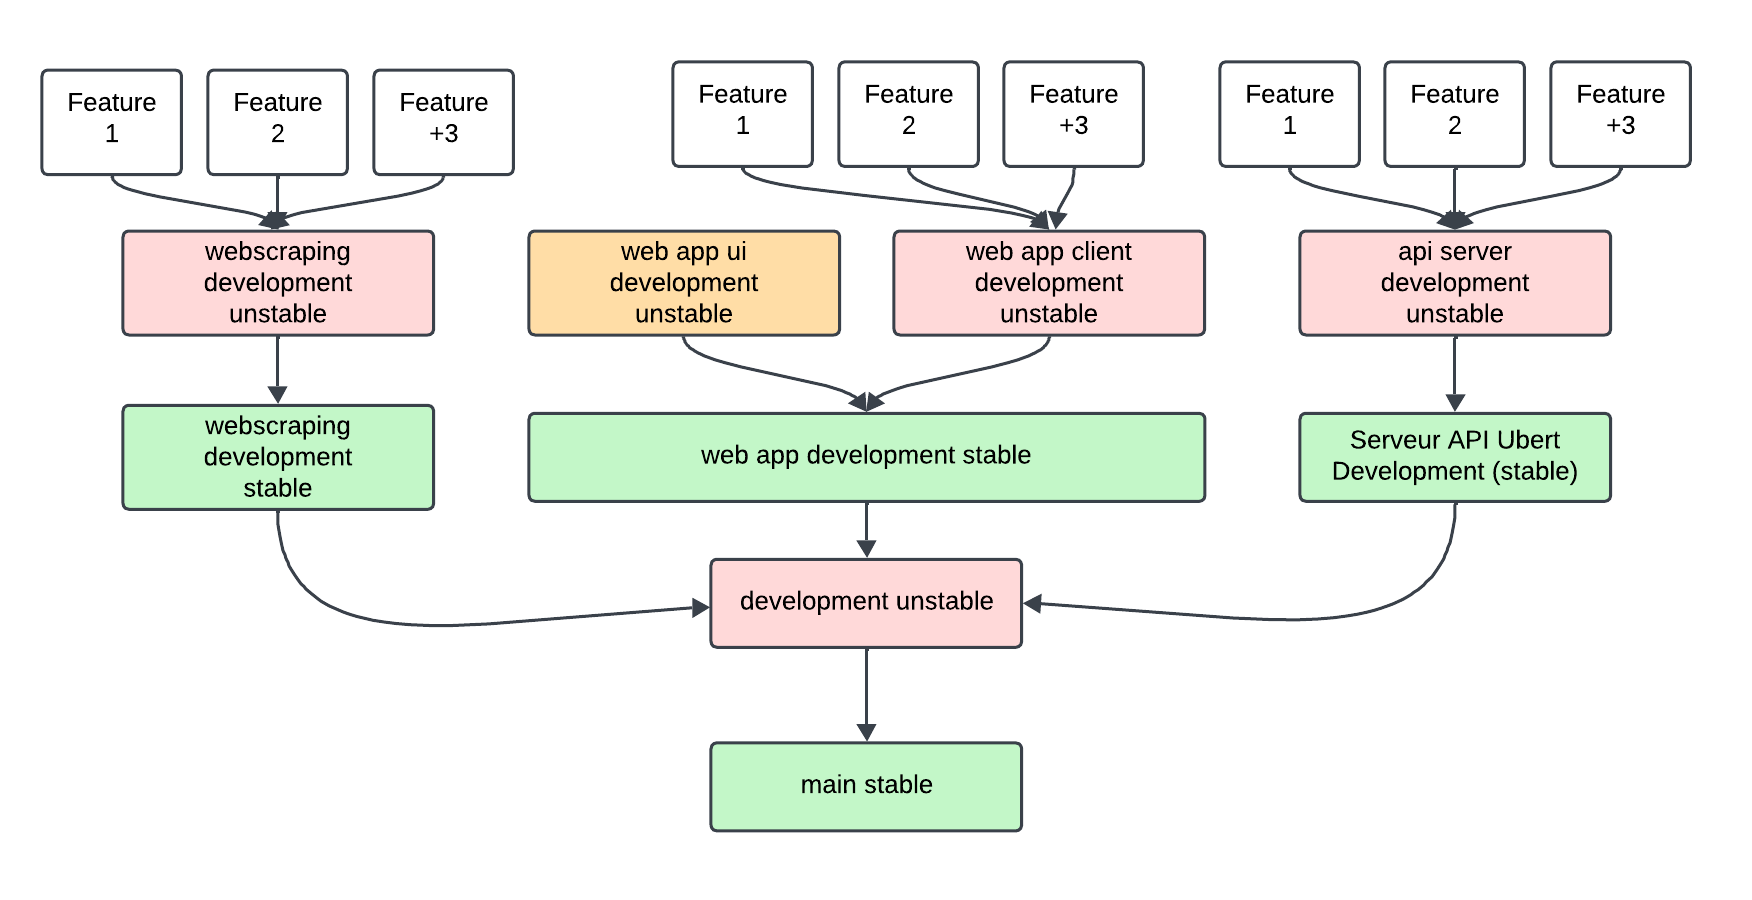 Feature
1
Feature
2
Feature
+3
Feature
1
Feature
2
Feature
+3
Feature
1
Feature
2
Feature
+3
webscraping
development
unstable
web app ui
development
unstable
web app client
development
unstable
api server
development
unstable
webscraping
development
stable
web app development stable
Serveur API Ubert
Development (stable)
development unstable
main stable